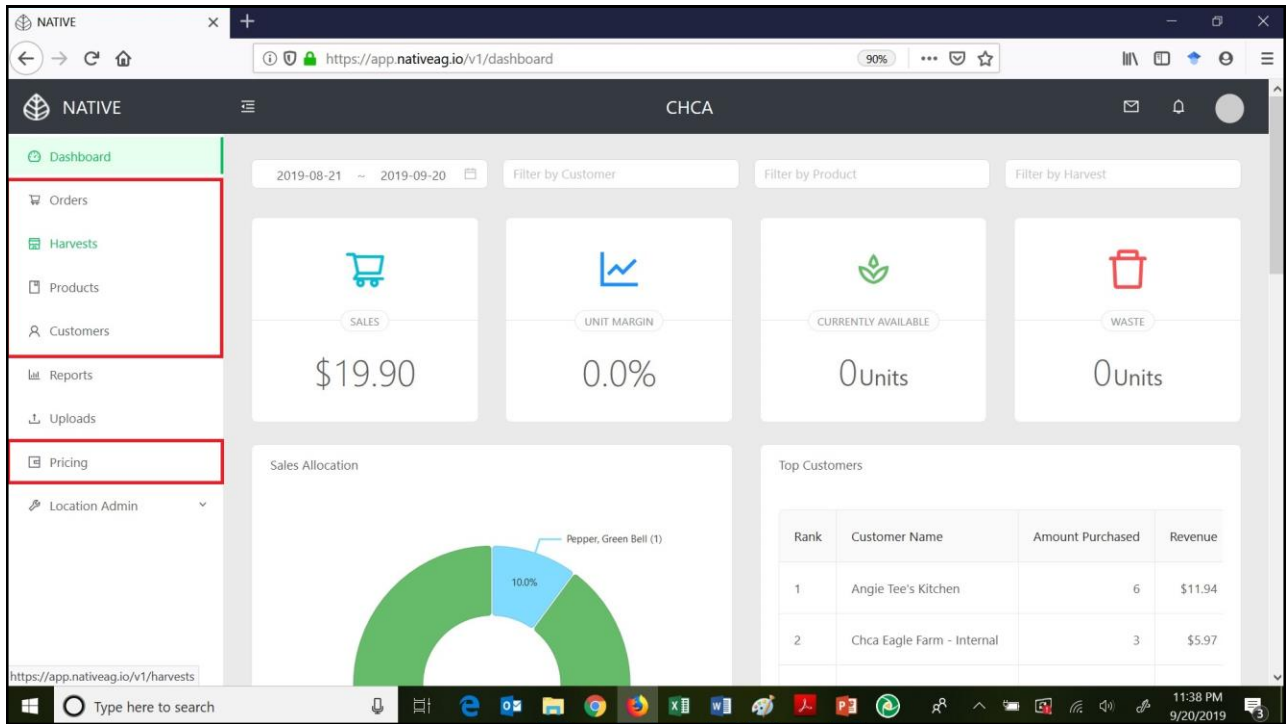 NATIVE
https://app.nativeag.io/v1/dashboard
90%
NATIVE
CHCA
Dashboard
Orders
Harvests
Products
Customers
Reports
Uploads
Pricing
Location Admin
2019-08-21 ~ 2019-09-20
Filter by Customer
Filter by Product
Filter by Harvest
SALES
$19.90
UNIT MARGIN
0.0%
CURRENTLY AVAILABLE
0Units
WASTE
0Units
Sales Allocation
Pepper, Green Bell (1)
10.0%
Top Customers
Rank Customer Name Amount Purchased Revenue
1 Angie Tee's Kitchen 6 $11.94
2 Chca Eagle Farm - Internal 3 $5.97
https://app.nativeag.io/v1/harvests
Type here to search
11:38 PM
9/20/2019
3